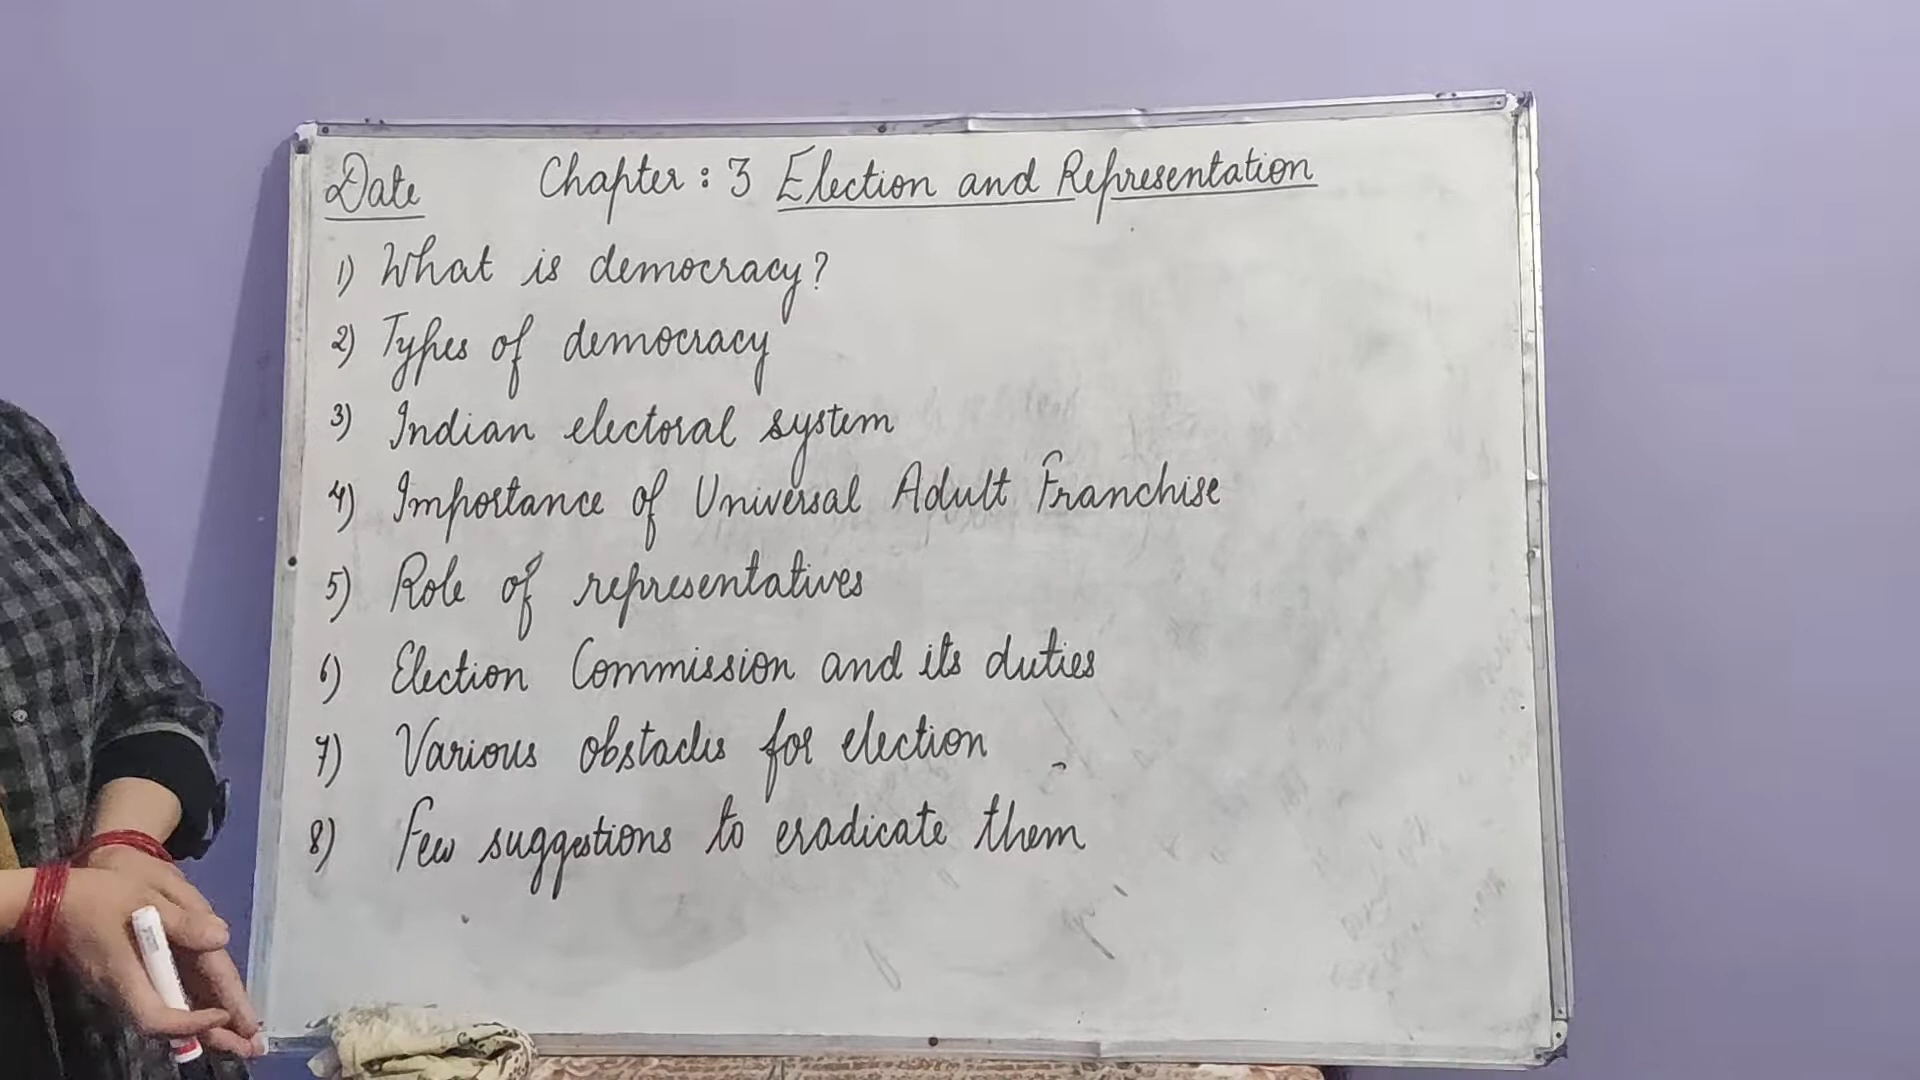 Date Chapter : 3 Election and Representation
1) What is democracy?
2) Types of democracy
3) Indian electoral system
4) Importance of Universal Adult Franchise
5) Role of representatives
6) Election Commission and its duties
7) Various obstacles for election
8) Few suggestions to eradicate them